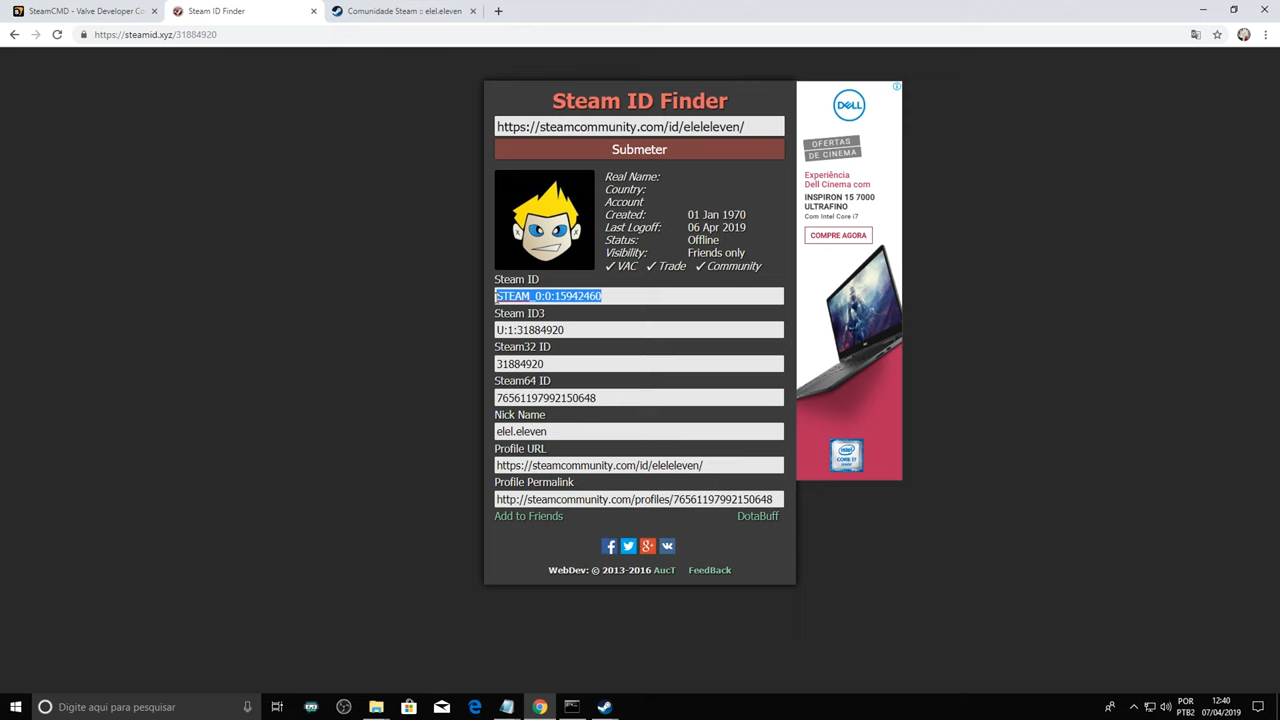 SteamCMD - Valve Developer Co
Steam ID Finder
Comunidade Steam :: elel.eleven
https://steamid.xyz/31884920
Steam ID Finder
https://steamcommunity.com/id/eleleleven/
Submeter
Real Name:
Country:
Account
Created: 01 Jan 1970
Last Logoff: 06 Apr 2019
Status: Offline
Visibility: Friends only
✓ VAC ✓ Trade ✓ Community
Steam ID
STEAM_0:0:15942460
Steam ID3
U:1:31884920
Steam32 ID
31884920
Steam64 ID
76561197992150648
Nick Name
elel.eleven
Profile URL
https://steamcommunity.com/id/eleleleven/
Profile Permalink
http://steamcommunity.com/profiles/76561197992150648
Add to Friends DotaBuff
WebDev: © 2013-2016 AucT FeedBack
DELL
OFERTAS
DE CINEMA
Experiência
Dell Cinema com
INSPIRON 15 7000
ULTRAFINO
Com Intel Core i7
COMPRE AGORA
intel
CORE i7
Digite aqui para pesquisar
POR
PTB2
12:40
07/04/2019